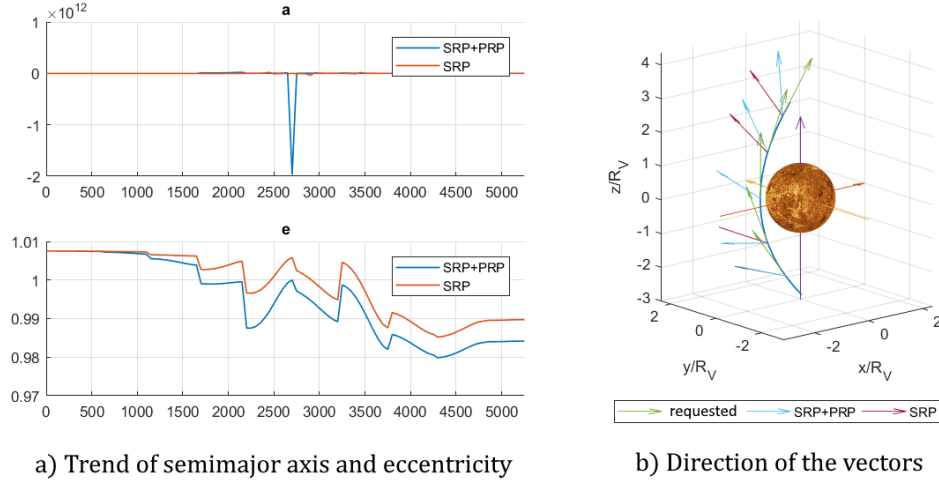 a
×10¹²
1
0
-1
-2
SRP+PRP
SRP
0 500 1000 1500 2000 2500 3000 3500 4000 4500 5000
e
1.01
1
0.99
0.98
0.97
SRP+PRP
SRP
0 500 1000 1500 2000 2500 3000 3500 4000 4500 5000
a) Trend of semimajor axis and eccentricity
4
3
2
1
0
-1
-2
-3
z/R_V
2 0 -2
y/R_V
-2 0 2
x/R_V
requested SRP+PRP SRP
b) Direction of the vectors